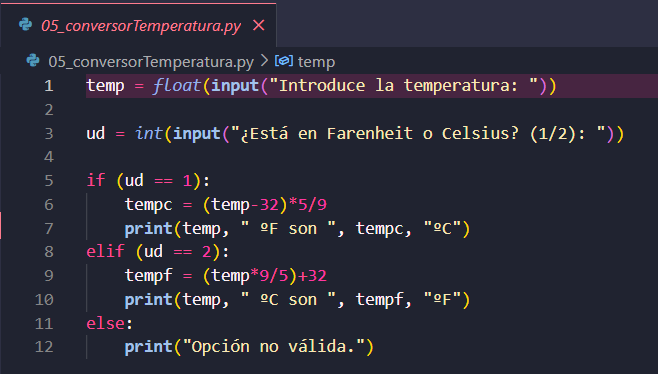 05_conversorTemperatura.py ×
05_conversorTemperatura.py > temp
1 temp = float(input("Introduce la temperatura: "))
2
3 ud = int(input("¿Está en Farenheit o Celsius? (1/2): "))
4
5 if (ud == 1):
6     tempc = (temp-32)*5/9
7     print(temp, " ºF son ", tempc, "ºC")
8 elif (ud == 2):
9     tempf = (temp*9/5)+32
10     print(temp, " ºC son ", tempf, "ºF")
11 else:
12     print("Opción no válida.")